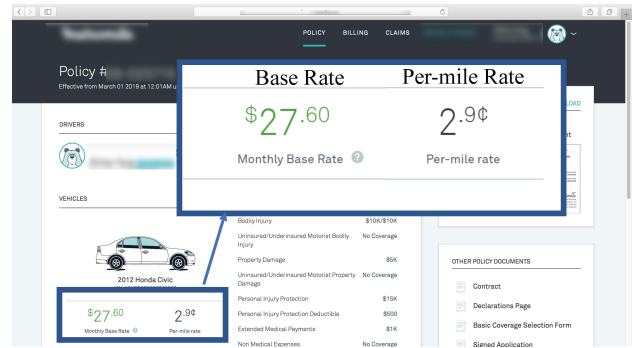 POLICY BILLING CLAIMS
Policy #
Effective from March 01 2019 at 12:01AM
Base Rate Per-mile Rate
$27.60 2.9¢
Monthly Base Rate ? Per-mile rate
DRIVERS
VEHICLES
2012 Honda Civic
$27.60 2.9¢
Monthly Base Rate ? Per-mile rate
Bodily Injury $10K/$10K
Uninsured/Underinsured Motorist Bodily No Coverage
Injury
Property Damage $5K
Uninsured/Underinsured Motorist Property No Coverage
Damage
Personal Injury Protection $15K
Personal Injury Protection Deductible $500
Extended Medical Payments $1K
Non Medical Expenses No Coverage
OTHER POLICY DOCUMENTS
Contract
Declarations Page
Basic Coverage Selection Form
Signed Application